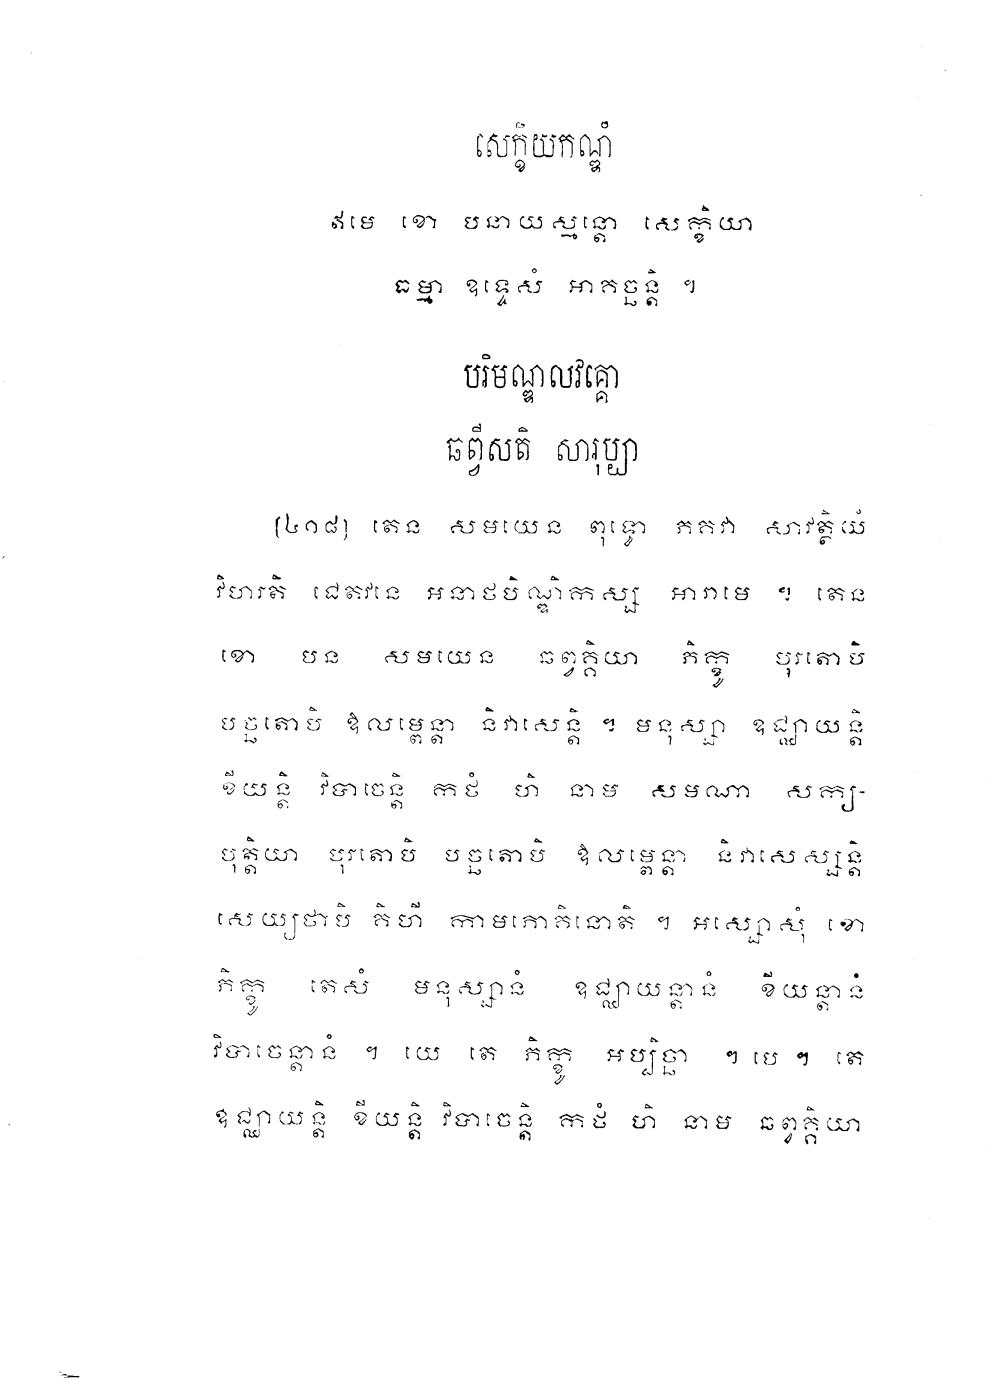 សេក្ខិយកណ្ឌំ
ឥមេ ខោ បនាយស្មន្តោ សេក្ខិយា
ធម្មា ឧទ្ទេសំ អាគច្ឆន្តិ ។
បរិមណ្ឌលវគ្គោ
ឆព្វីសតិ សារុប្បា
(៤១៨) តេន សមយេន ពុទ្ធោ ភគវា សាវត្ថិយំ
វិហរតិ ជេតវនេ អនាថបិណ្ឌិកស្ស អារាមេ ។ តេន
ខោ បន សមយេន ឆព្វគ្គិយា ភិក្ខូ បុរតោបិ
បច្ឆតោបិ ឱលម្ពេន្តា និវាសេន្តិ ។ មនុស្សា ឧជ្ឈាយន្តិ
ខីយន្តិ វិបាចេន្តិ កថំ ហិ នាម សមណា សក្យ-
បុត្តិយា បុរតោបិ បច្ឆតោបិ ឱលម្ពេន្តា និវាសេស្សន្តិ
សេយ្យថាបិ គិហី កាមភោគិនោតិ ។ អស្សោសុំ ខោ
ភិក្ខូ តេសំ មនុស្សានំ ឧជ្ឈាយន្តានំ ខីយន្តានំ
វិបាចេន្តានំ ។ យេ តេ ភិក្ខូ អប្បិច្ឆា ។បេ។ តេ
ឧជ្ឈាយន្តិ ខីយន្តិ វិបាចេន្តិ កថំ ហិ នាម ឆព្វគ្គិយា